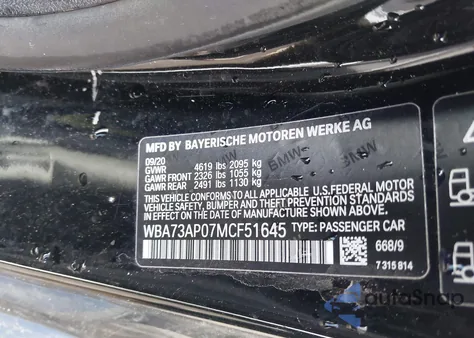 MFD BY BAYERISCHE MOTOREN WERKE AG
09/20
GVWR 4619 lbs 2095 kg
GAWR FRONT 2326 lbs 1055 kg
GAWR REAR 2491 lbs 1130 kg
BMW BMW
THIS VEHICLE CONFORMS TO ALL APPLICABLE U.S.FEDERAL MOTOR
VEHICLE SAFETY, BUMPER, AND THEFT PREVENTION STANDARDS
IN EFFECT ON THE DATE OF MANUFACTURE SHOWN ABOVE.
WBA73AP07MCF51645 TYPE: PASSENGER CAR
668/9
7 315 814
autoSnap